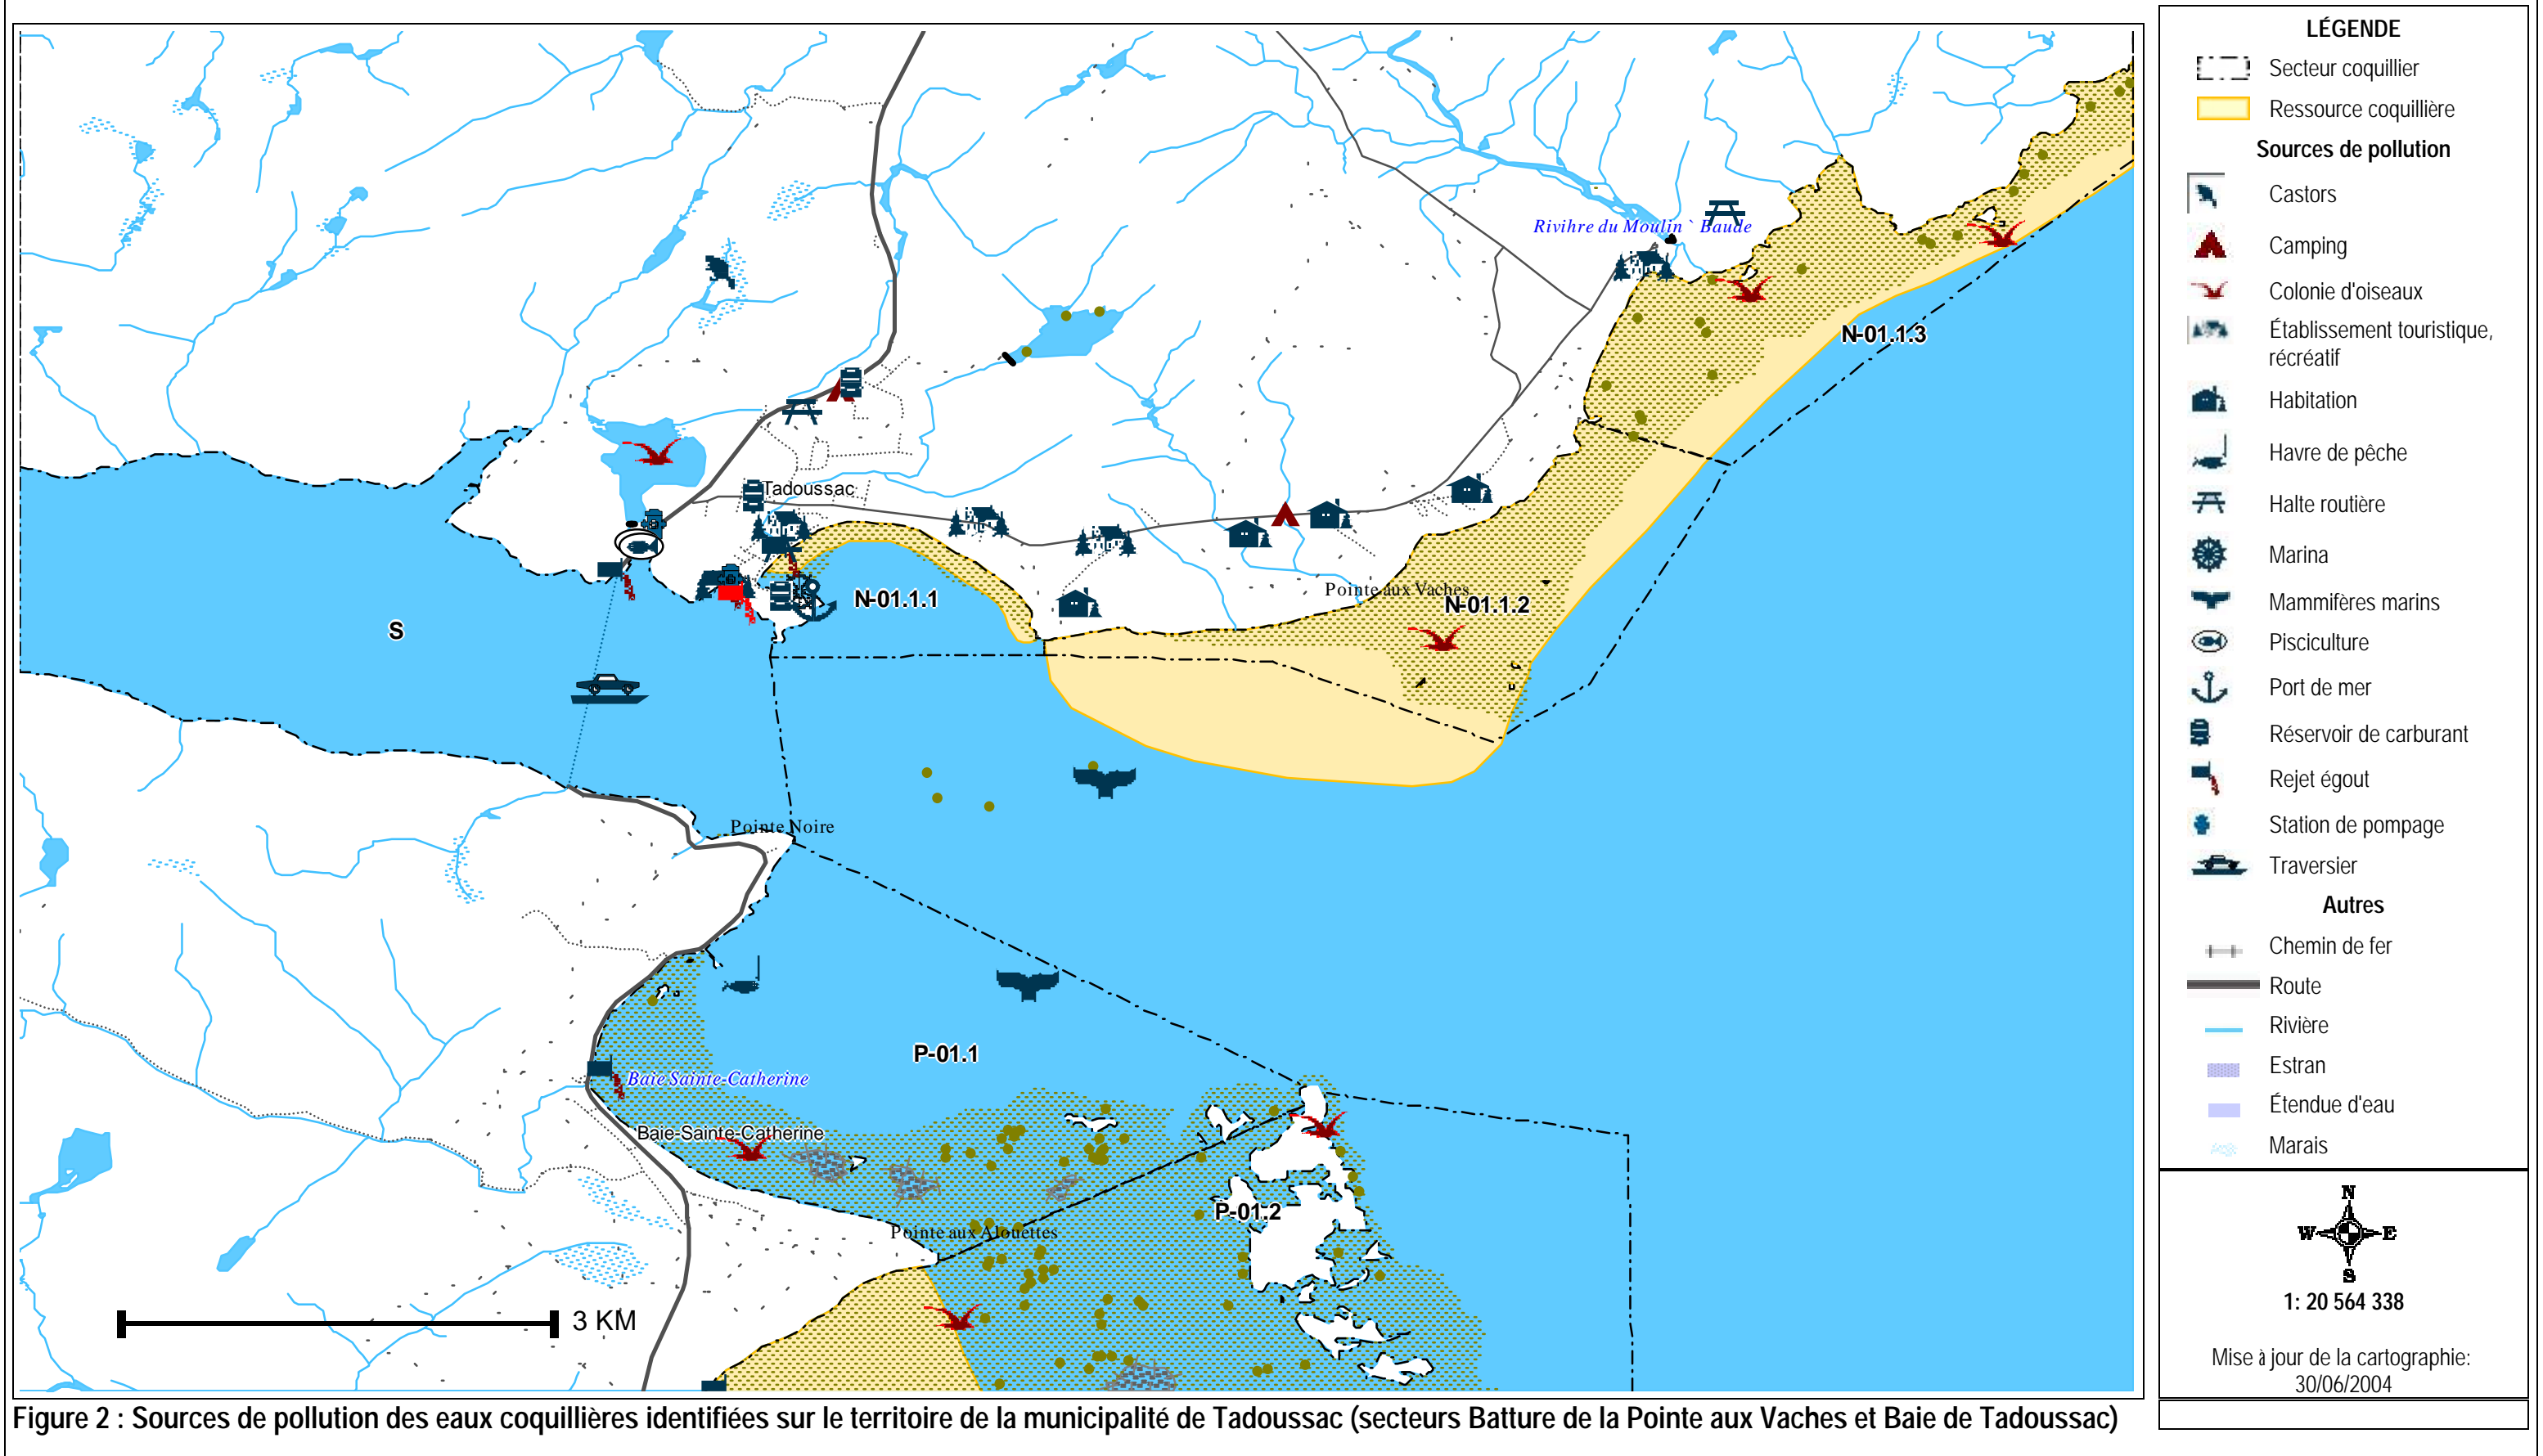 Rivihre du Moulin ` Baude
N-01.1.3
Tadoussac
N-01.1.1
Pointe aux Vaches
N-01.1.2
S
Pointe Noire
P-01.1
Baie Sainte-Catherine
Baie-Sainte-Catherine
P-01.2
Pointe aux Alouettes
3 KM
LÉGENDE
Secteur coquillier
Ressource coquillière
Sources de pollution
Castors
Camping
Colonie d'oiseaux
Établissement touristique,
récréatif
Habitation
Havre de pêche
Halte routière
Marina
Mammifères marins
Pisciculture
Port de mer
Réservoir de carburant
Rejet égout
Station de pompage
Traversier
Autres
Chemin de fer
Route
Rivière
Estran
Étendue d'eau
Marais
N
W E
S
1: 20 564 338
Mise à jour de la cartographie:
30/06/2004
Figure 2 : Sources de pollution des eaux coquillières identifiées sur le territoire de la municipalité de Tadoussac (secteurs Batture de la Pointe aux Vaches et Baie de Tadoussac)